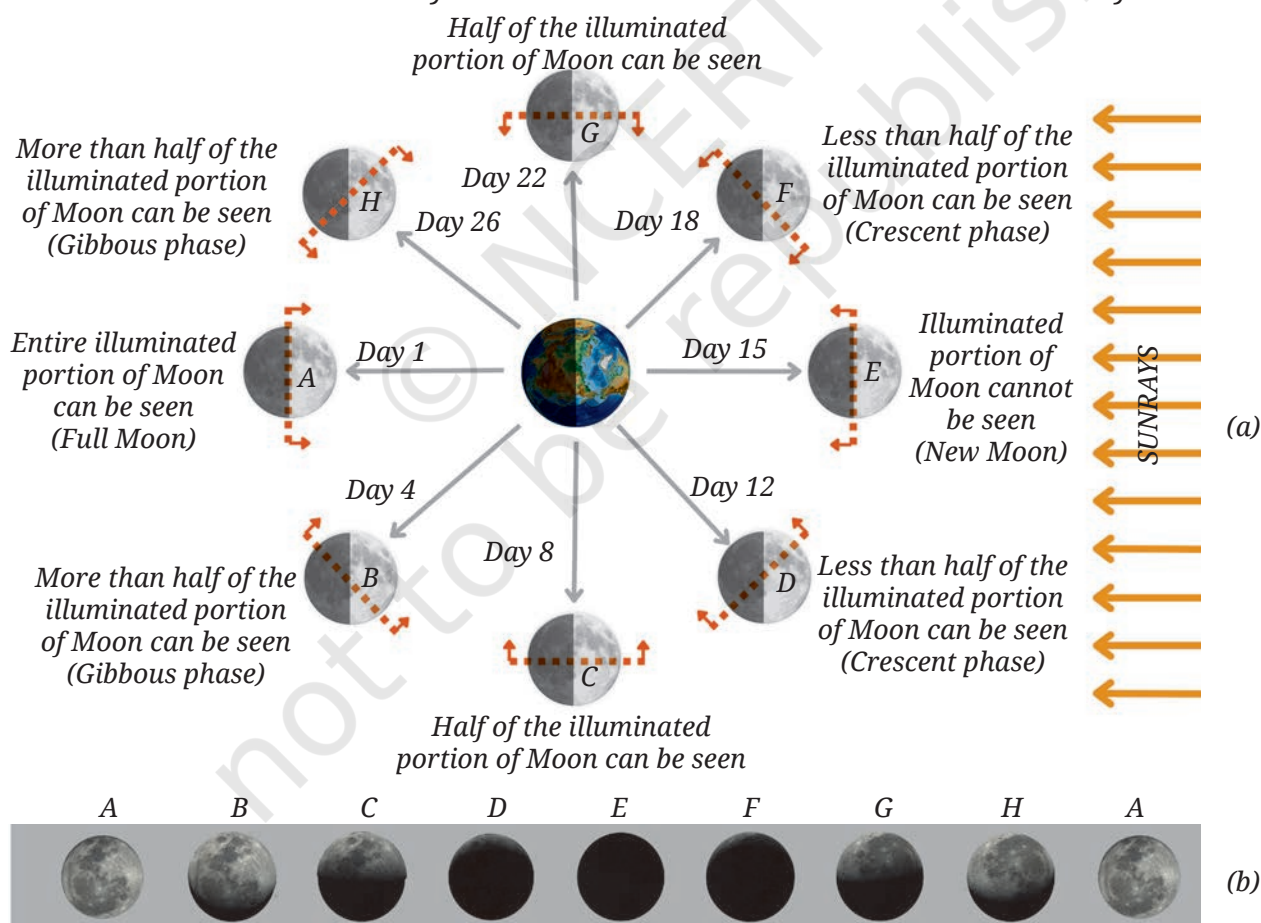 Half of the illuminated
portion of Moon can be seen
G
Day 22
More than half of the
illuminated portion
of Moon can be seen
(Gibbous phase)
H
Day 26
Less than half of the
illuminated portion
of Moon can be seen
(Crescent phase)
F
Day 18
Entire illuminated
portion of Moon
can be seen
(Full Moon)
A
Day 1
Day 15
E
Illuminated
portion of
Moon cannot
be seen
(New Moon)
SUNRAYS
(a)
Day 4
B
More than half of the
illuminated portion
of Moon can be seen
(Gibbous phase)
Day 8
C
Half of the illuminated
portion of Moon can be seen
Day 12
D
Less than half of the
illuminated portion
of Moon can be seen
(Crescent phase)
A B C D E F G H A
(b)
© NCERT
not to be republis